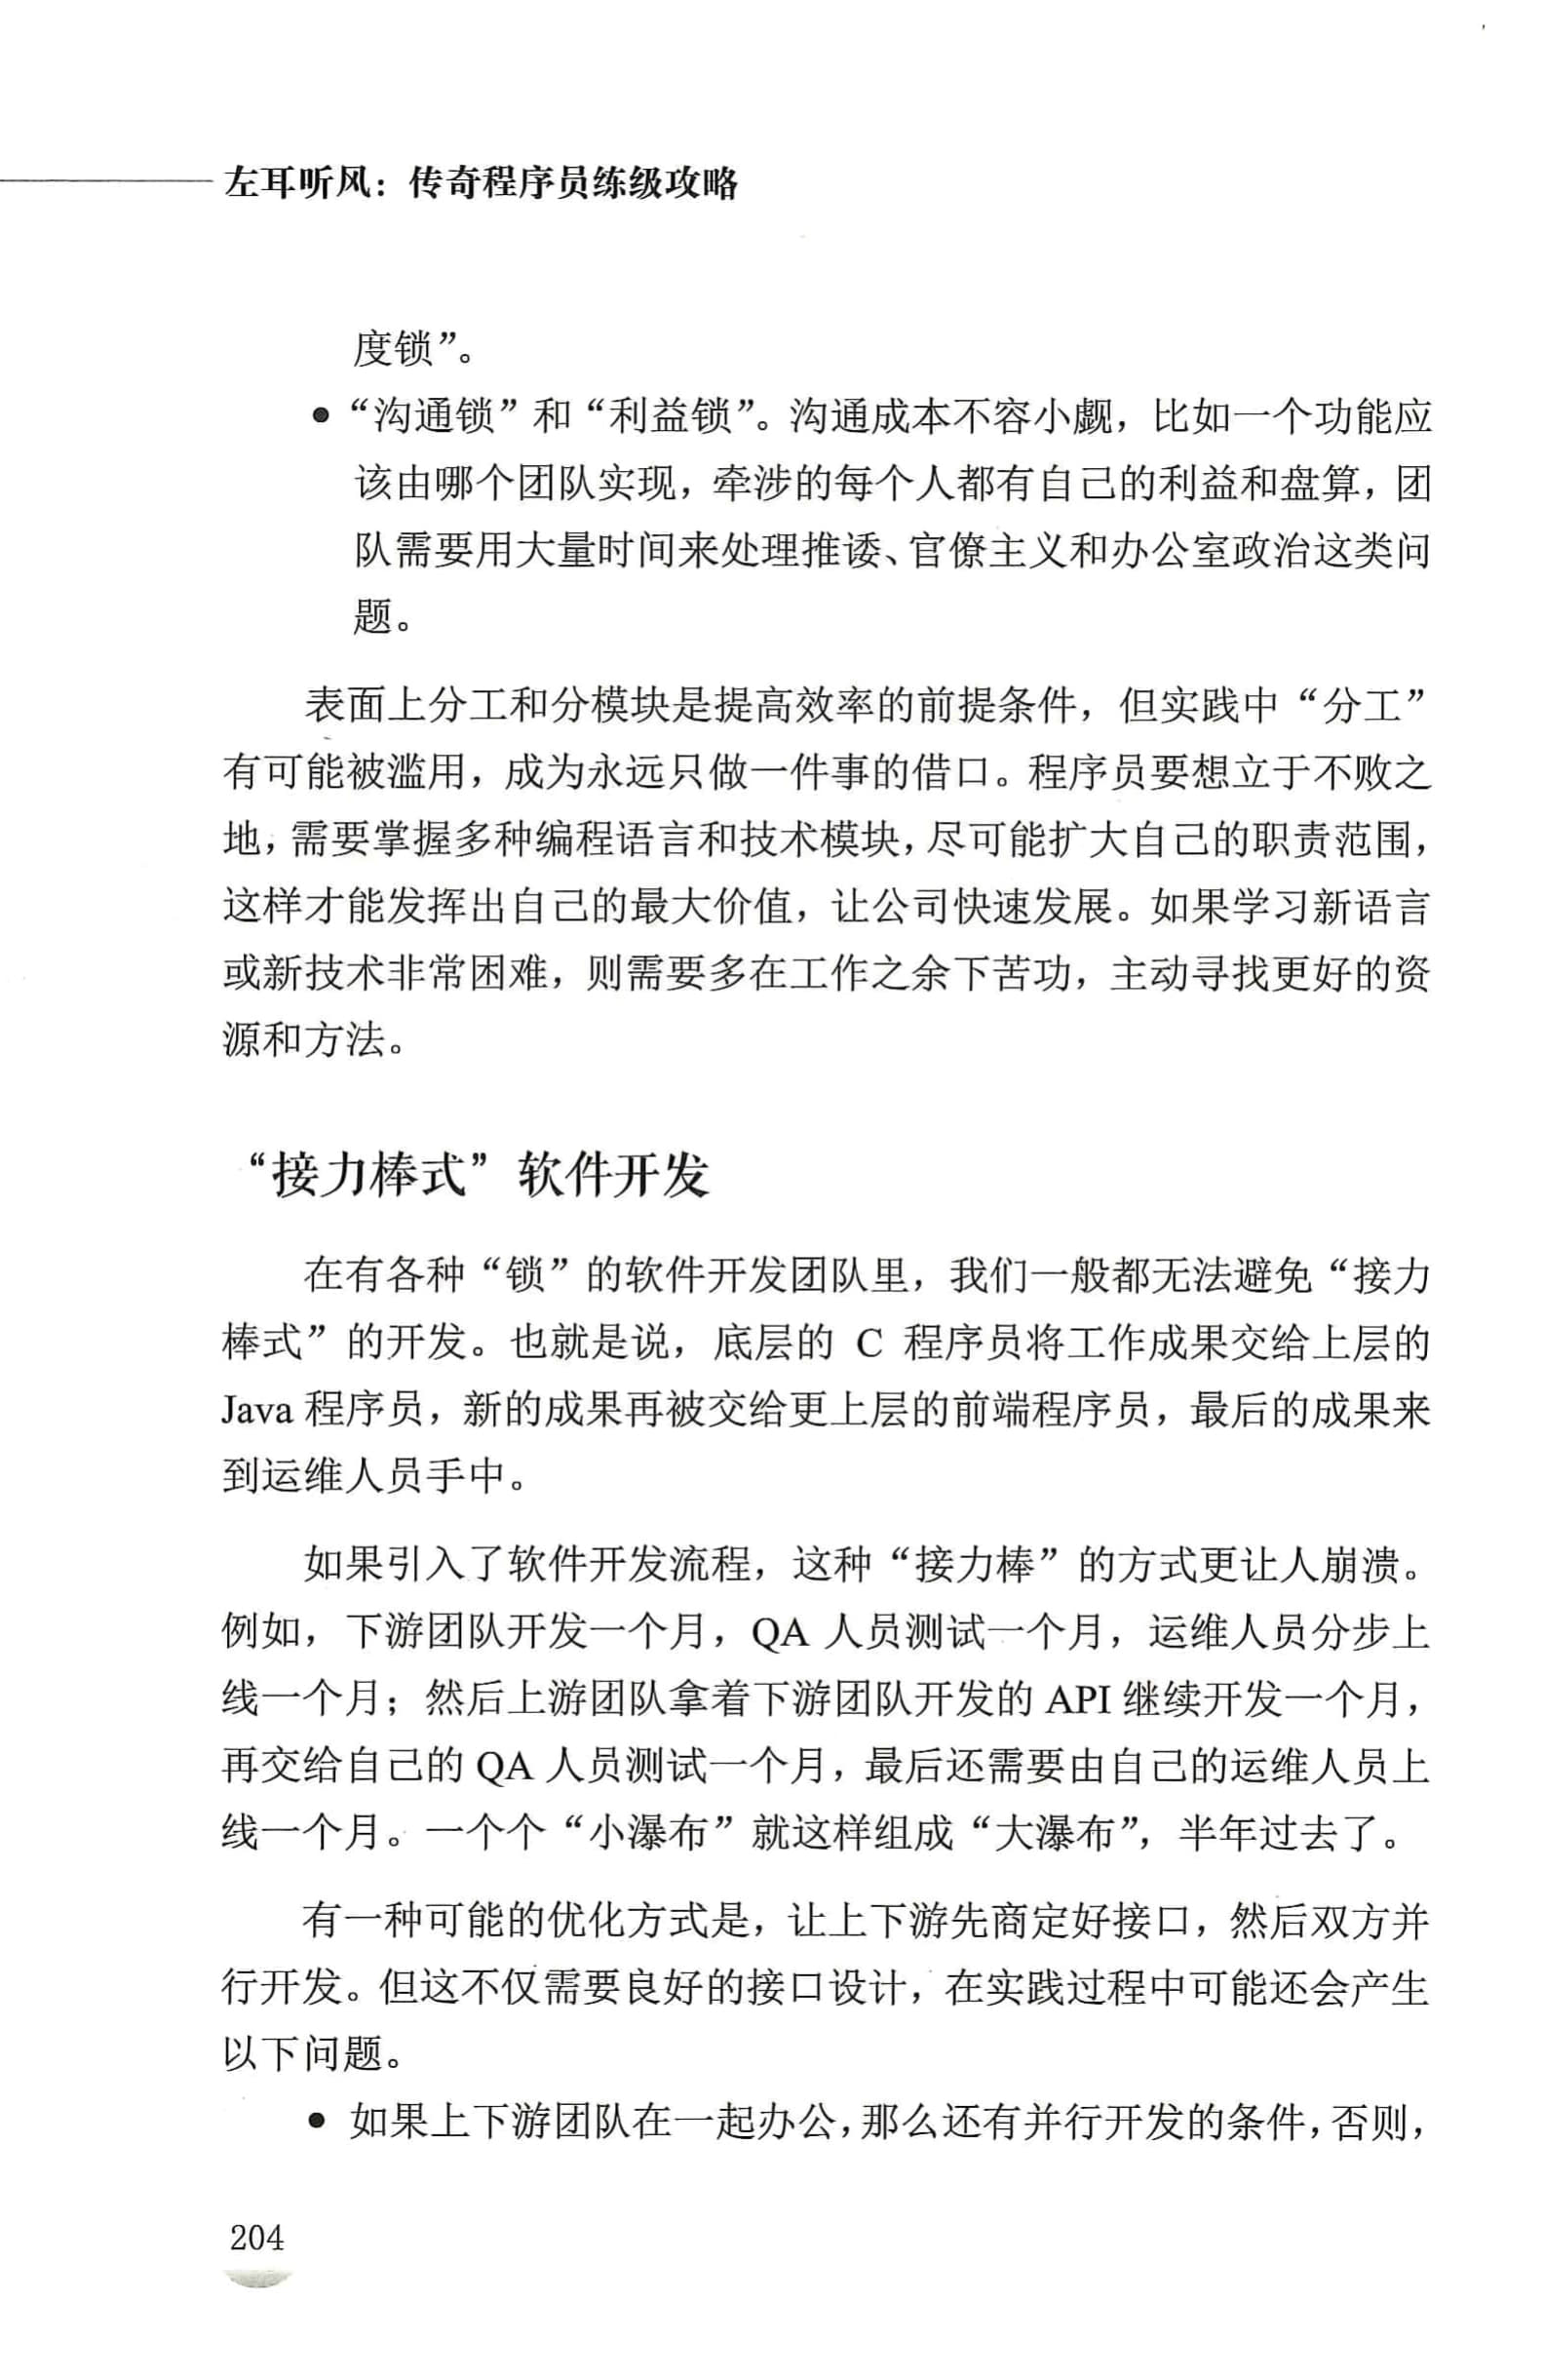 左耳听风：传奇程序员练级攻略
度锁”。
● “沟通锁”和“利益锁”。沟通成本不容小觑，比如一个功能应
该由哪个团队实现，牵涉的每个人都有自己的利益和盘算，团
队需要用大量时间来处理推诿、官僚主义和办公室政治这类问
题。
表面上分工和分模块是提高效率的前提条件，但实践中“分工”
有可能被滥用，成为永远只做一件事的借口。程序员要想立于不败之
地，需要掌握多种编程语言和技术模块，尽可能扩大自己的职责范围，
这样才能发挥出自己的最大价值，让公司快速发展。如果学习新语言
或新技术非常困难，则需要多在工作之余下苦功，主动寻找更好的资
源和方法。
“接力棒式”软件开发
在有各种“锁”的软件开发团队里，我们一般都无法避免“接力
棒式”的开发。也就是说，底层的 C 程序员将工作成果交给上层的
Java 程序员，新的成果再被交给更上层的前端程序员，最后的成果来
到运维人员手中。
如果引入了软件开发流程，这种“接力棒”的方式更让人崩溃。
例如，下游团队开发一个月，QA 人员测试一个月，运维人员分步上
线一个月；然后上游团队拿着下游团队开发的 API 继续开发一个月，
再交给自己的 QA 人员测试一个月，最后还需要由自己的运维人员上
线一个月。一个个“小瀑布”就这样组成“大瀑布”，半年过去了。
有一种可能的优化方式是，让上下游先商定好接口，然后双方并
行开发。但这不仅需要良好的接口设计，在实践过程中可能还会产生
以下问题。
● 如果上下游团队在一起办公，那么还有并行开发的条件，否则，
204